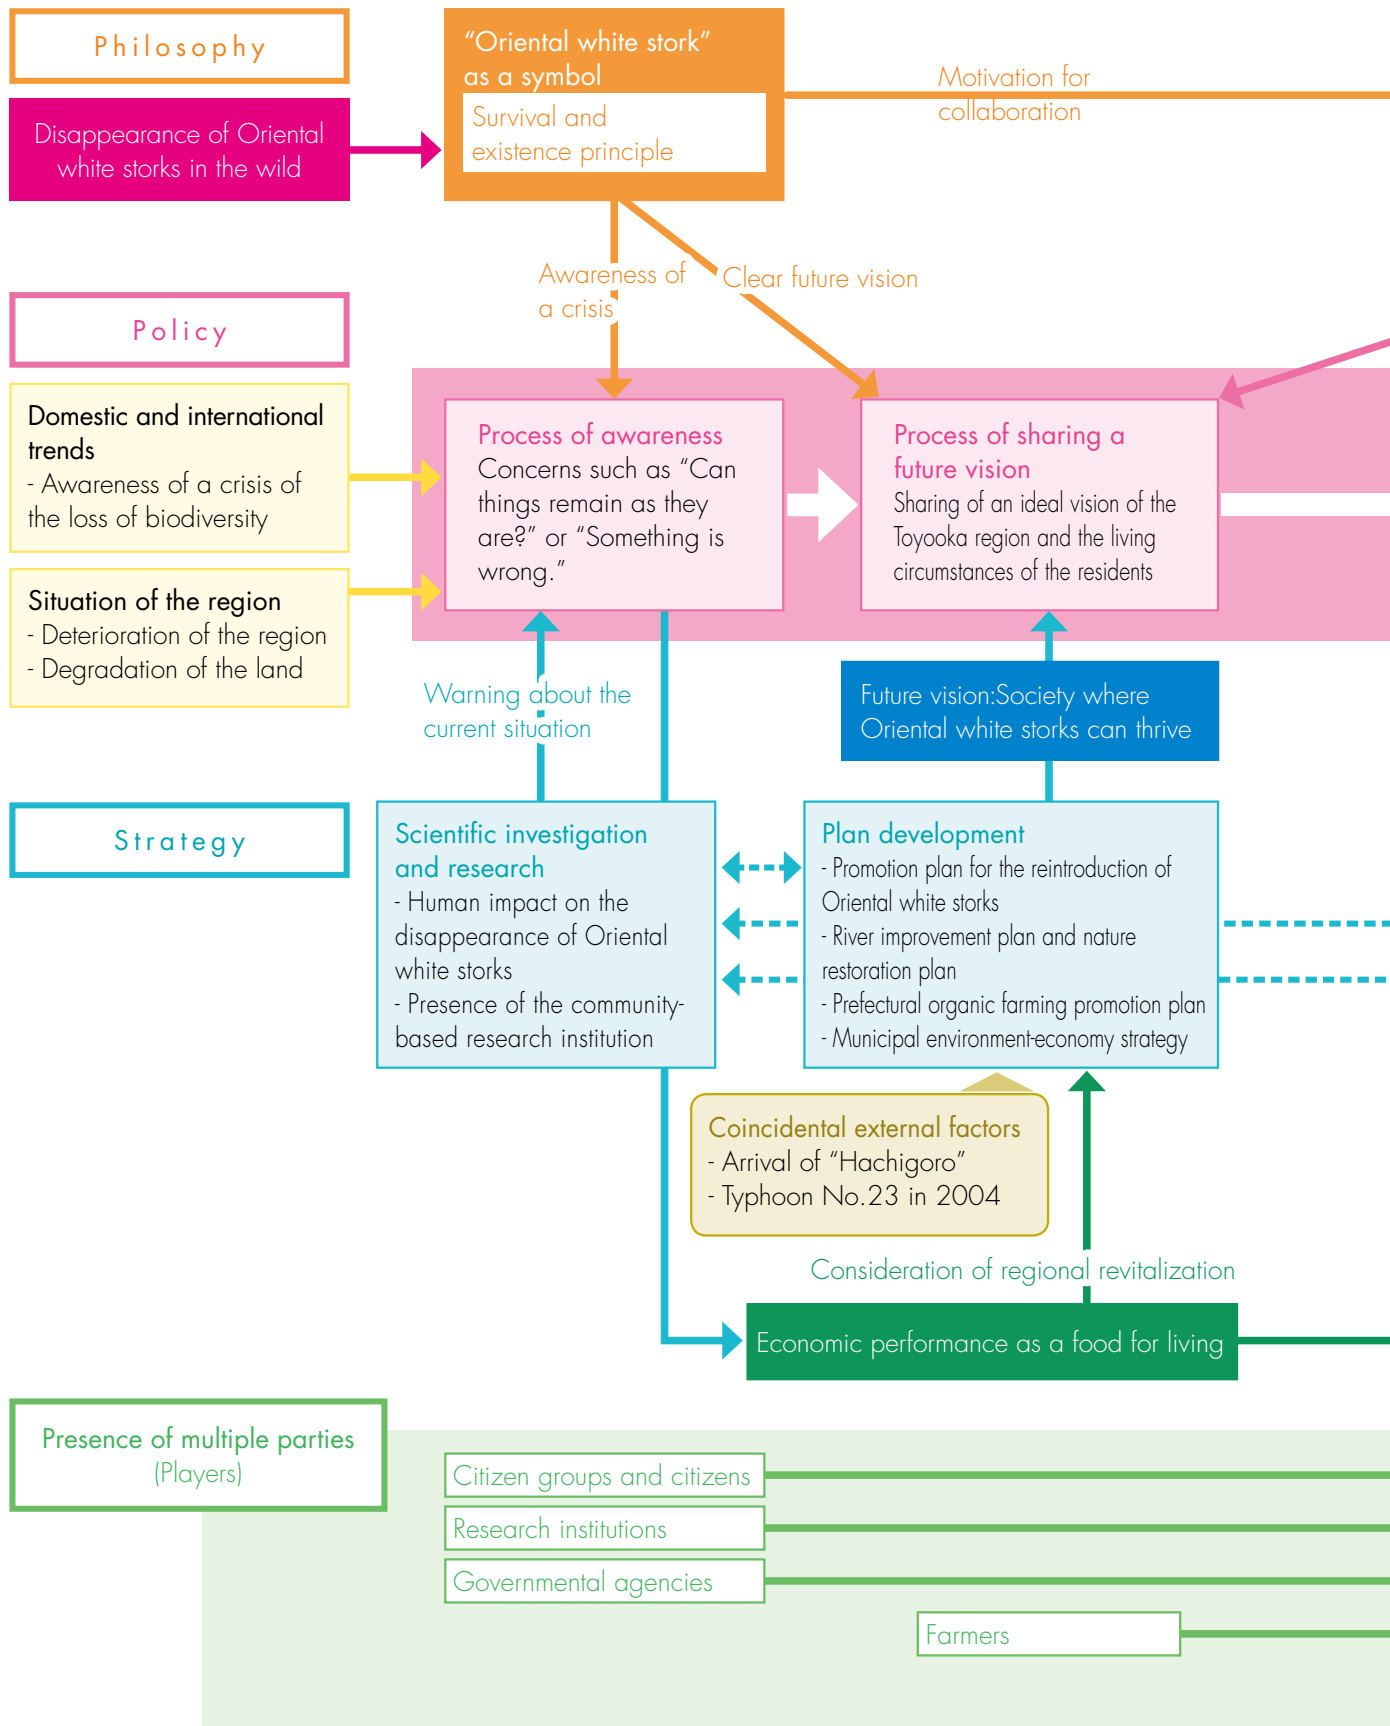 Philosophy
"Oriental white stork"
as a symbol
Survival and
existence principle
Motivation for
collaboration
Disappearance of Oriental
white storks in the wild
Awareness of
a crisis
Clear future vision
Policy
Domestic and international
trends
- Awareness of a crisis of
the loss of biodiversity
Situation of the region
- Deterioration of the region
- Degradation of the land
Process of awareness
Concerns such as “Can
things remain as they
are?” or “Something is
wrong.”
Process of sharing a
future vision
Sharing of an ideal vision of the
Toyooka region and the living
circumstances of the residents
Warning about the
current situation
Future vision:Society where
Oriental white storks can thrive
Strategy
Scientific investigation
and research
- Human impact on the
disappearance of Oriental
white storks
- Presence of the community-
based research institution
Plan development
- Promotion plan for the reintroduction of
Oriental white storks
- River improvement plan and nature
restoration plan
- Prefectural organic farming promotion plan
- Municipal environment-economy strategy
Coincidental external factors
- Arrival of “Hachigoro”
- Typhoon No.23 in 2004
Consideration of regional revitalization
Economic performance as a food for living
Presence of multiple parties
(Players)
Citizen groups and citizens
Research institutions
Governmental agencies
Farmers